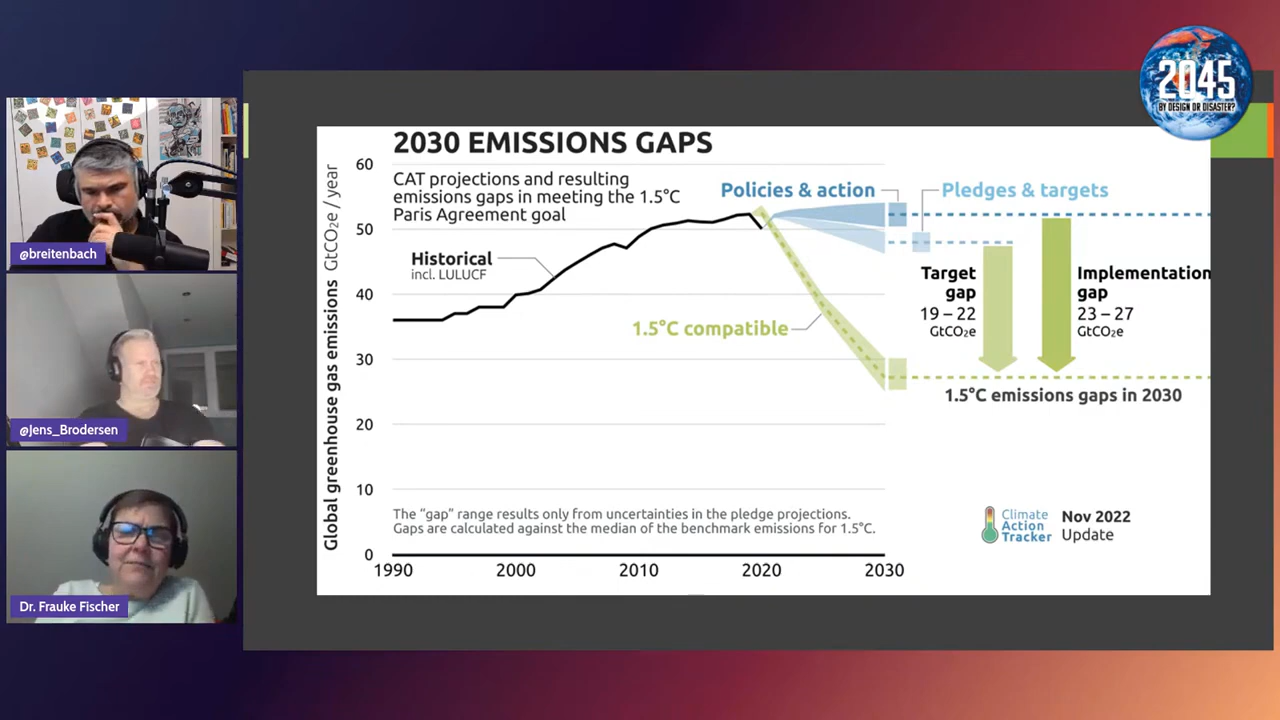 2045
BY DESIGN OR DISASTER?
@breitenbach
@Jens_Brodersen
Dr. Frauke Fischer
2030 EMISSIONS GAPS
CAT projections and resulting
emissions gaps in meeting the 1.5°C
Paris Agreement goal
Global greenhouse gas emissions GtCO₂e / year
60
50
40
30
20
10
0
1990
2000
2010
2020
2030
Historical
incl. LULUCF
1.5°C compatible
Policies & action
Pledges & targets
Target
gap
19 – 22
GtCO₂e
Implementation
gap
23 – 27
GtCO₂e
1.5°C emissions gaps in 2030
The "gap" range results only from uncertainties in the pledge projections.
Gaps are calculated against the median of the benchmark emissions for 1.5°C.
Climate
Action
Tracker
Nov 2022
Update